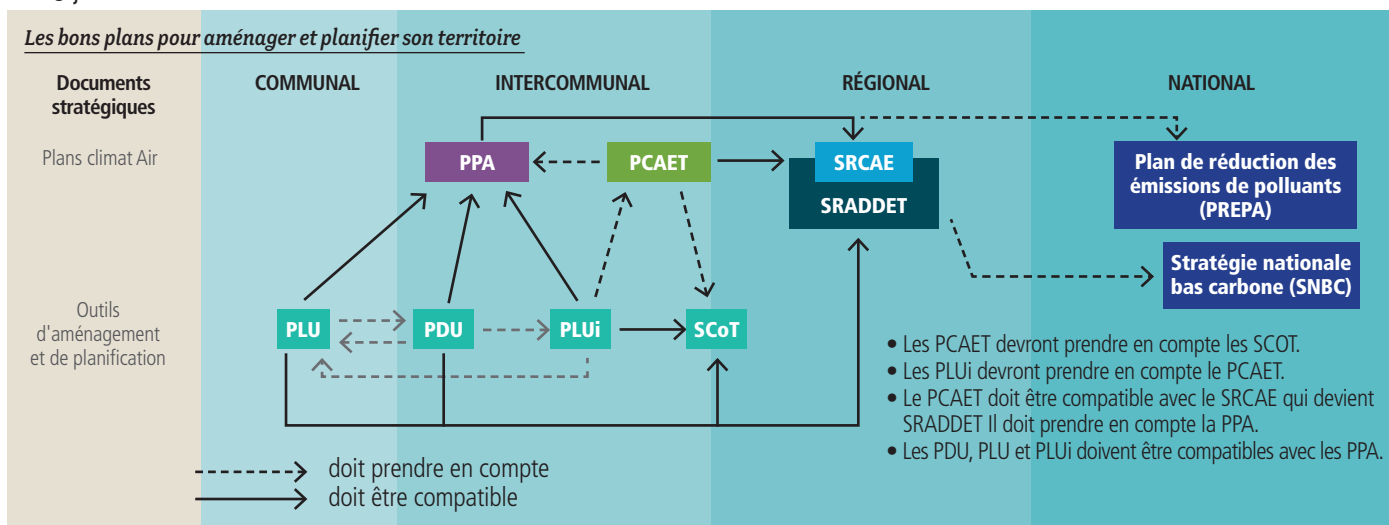 Les bons plans pour aménager et planifier son territoire
Documents
stratégiques
COMMUNAL
INTERCOMMUNAL
RÉGIONAL
NATIONAL
Plans climat Air
PPA
PCAET
SRCAE
SRADDET
Plan de réduction des
émissions de polluants
(PREPA)
Stratégie nationale
bas carbone (SNBC)
Outils
d'aménagement
et de planification
PLU
PDU
PLUi
SCoT
• Les PCAET devront prendre en compte les SCOT.
• Les PLUi devront prendre en compte le PCAET.
• Le PCAET doit être compatible avec le SRCAE qui devient
SRADDET Il doit prendre en compte la PPA.
• Les PDU, PLU et PLUi doivent être compatibles avec les PPA.
doit prendre en compte
doit être compatible